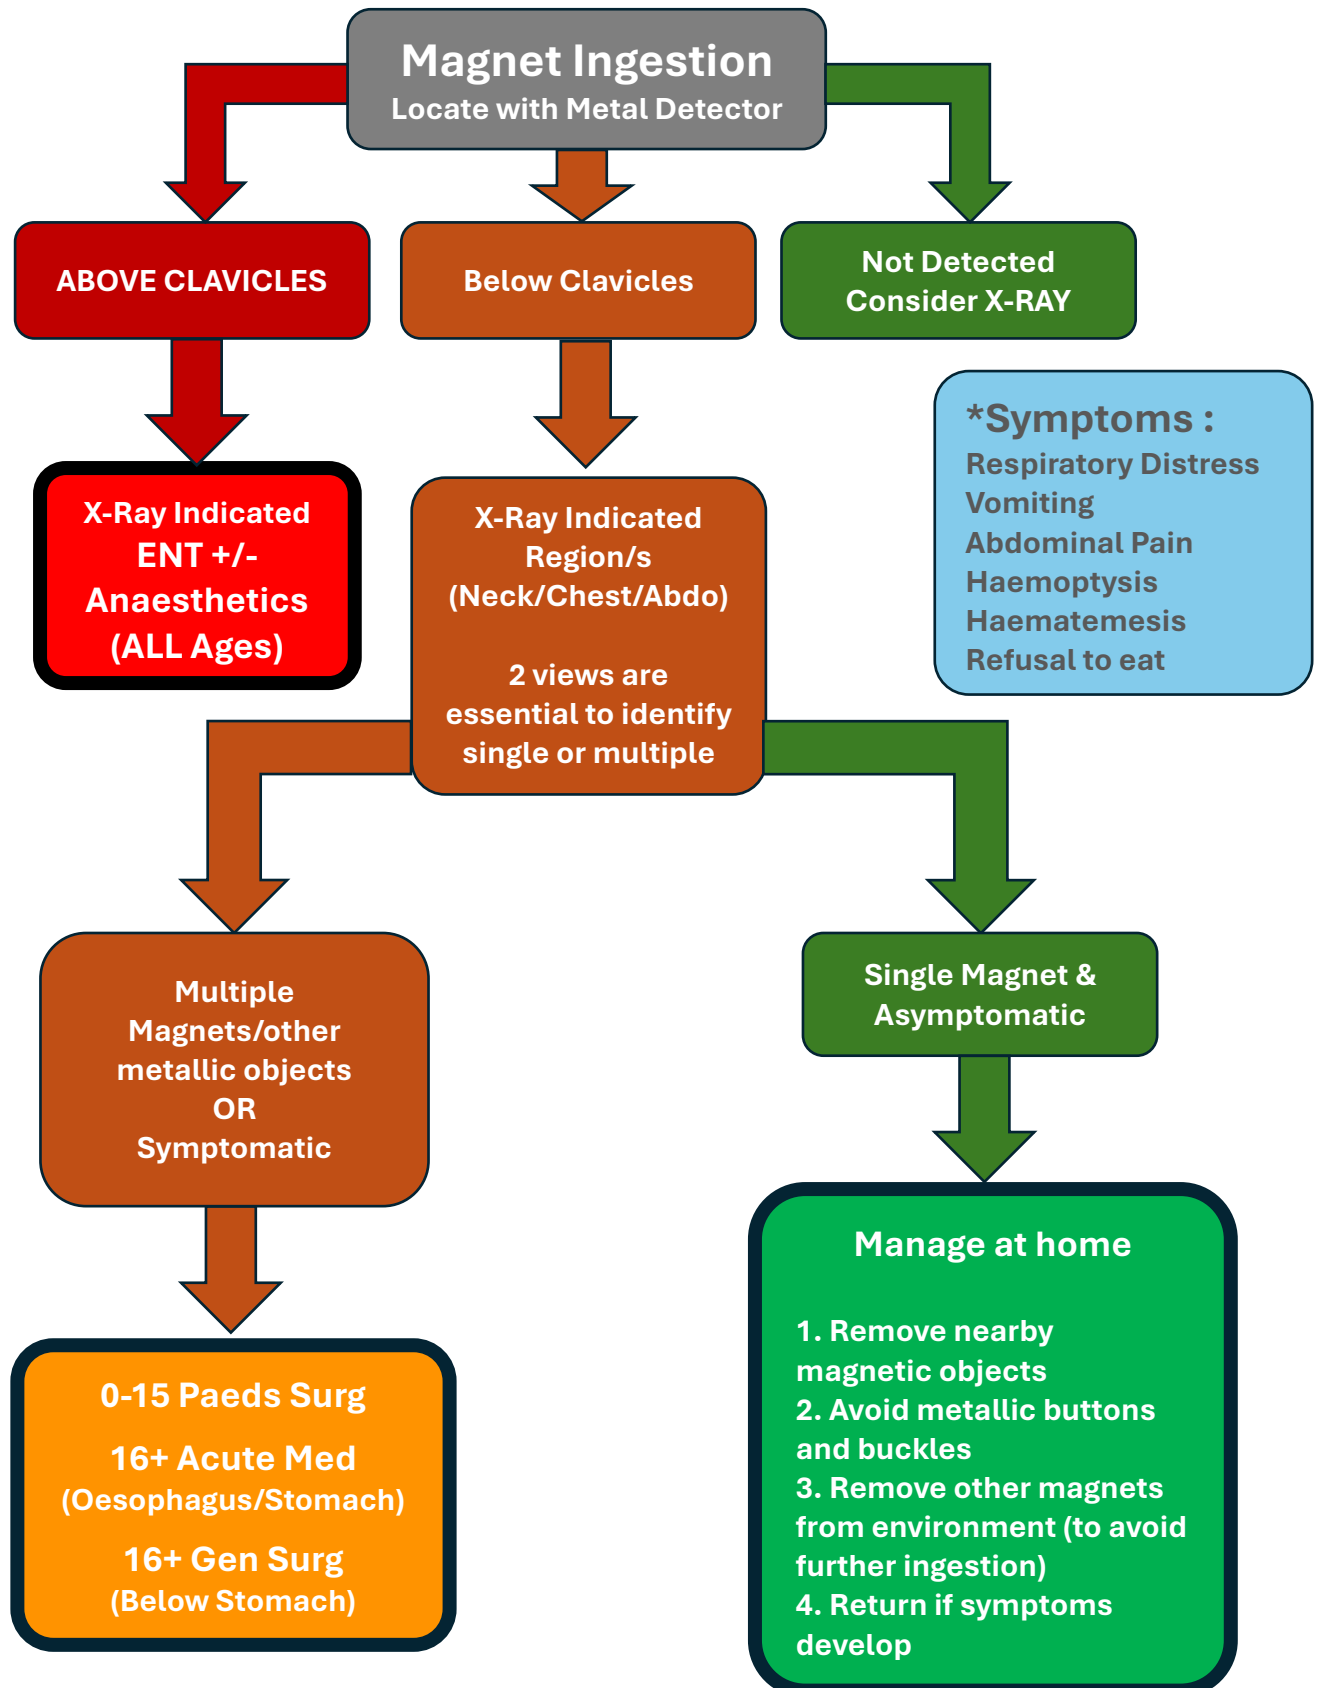 Magnet Ingestion
Locate with Metal Detector
ABOVE CLAVICLES
Below Clavicles
Not Detected
Consider X-RAY
X-Ray Indicated
ENT +/-
Anaesthetics
(ALL Ages)
X-Ray Indicated
Region/s
(Neck/Chest/Abdo)
2 views are
essential to identify
single or multiple
*Symptoms :
Respiratory Distress
Vomiting
Abdominal Pain
Haemoptysis
Haematemesis
Refusal to eat
Multiple
Magnets/other
metallic objects
OR
Symptomatic
Single Magnet &
Asymptomatic
0-15 Paeds Surg
16+ Acute Med
(Oesophagus/Stomach)
16+ Gen Surg
(Below Stomach)
Manage at home
1. Remove nearby
magnetic objects
2. Avoid metallic buttons
and buckles
3. Remove other magnets
from environment (to avoid
further ingestion)
4. Return if symptoms
develop